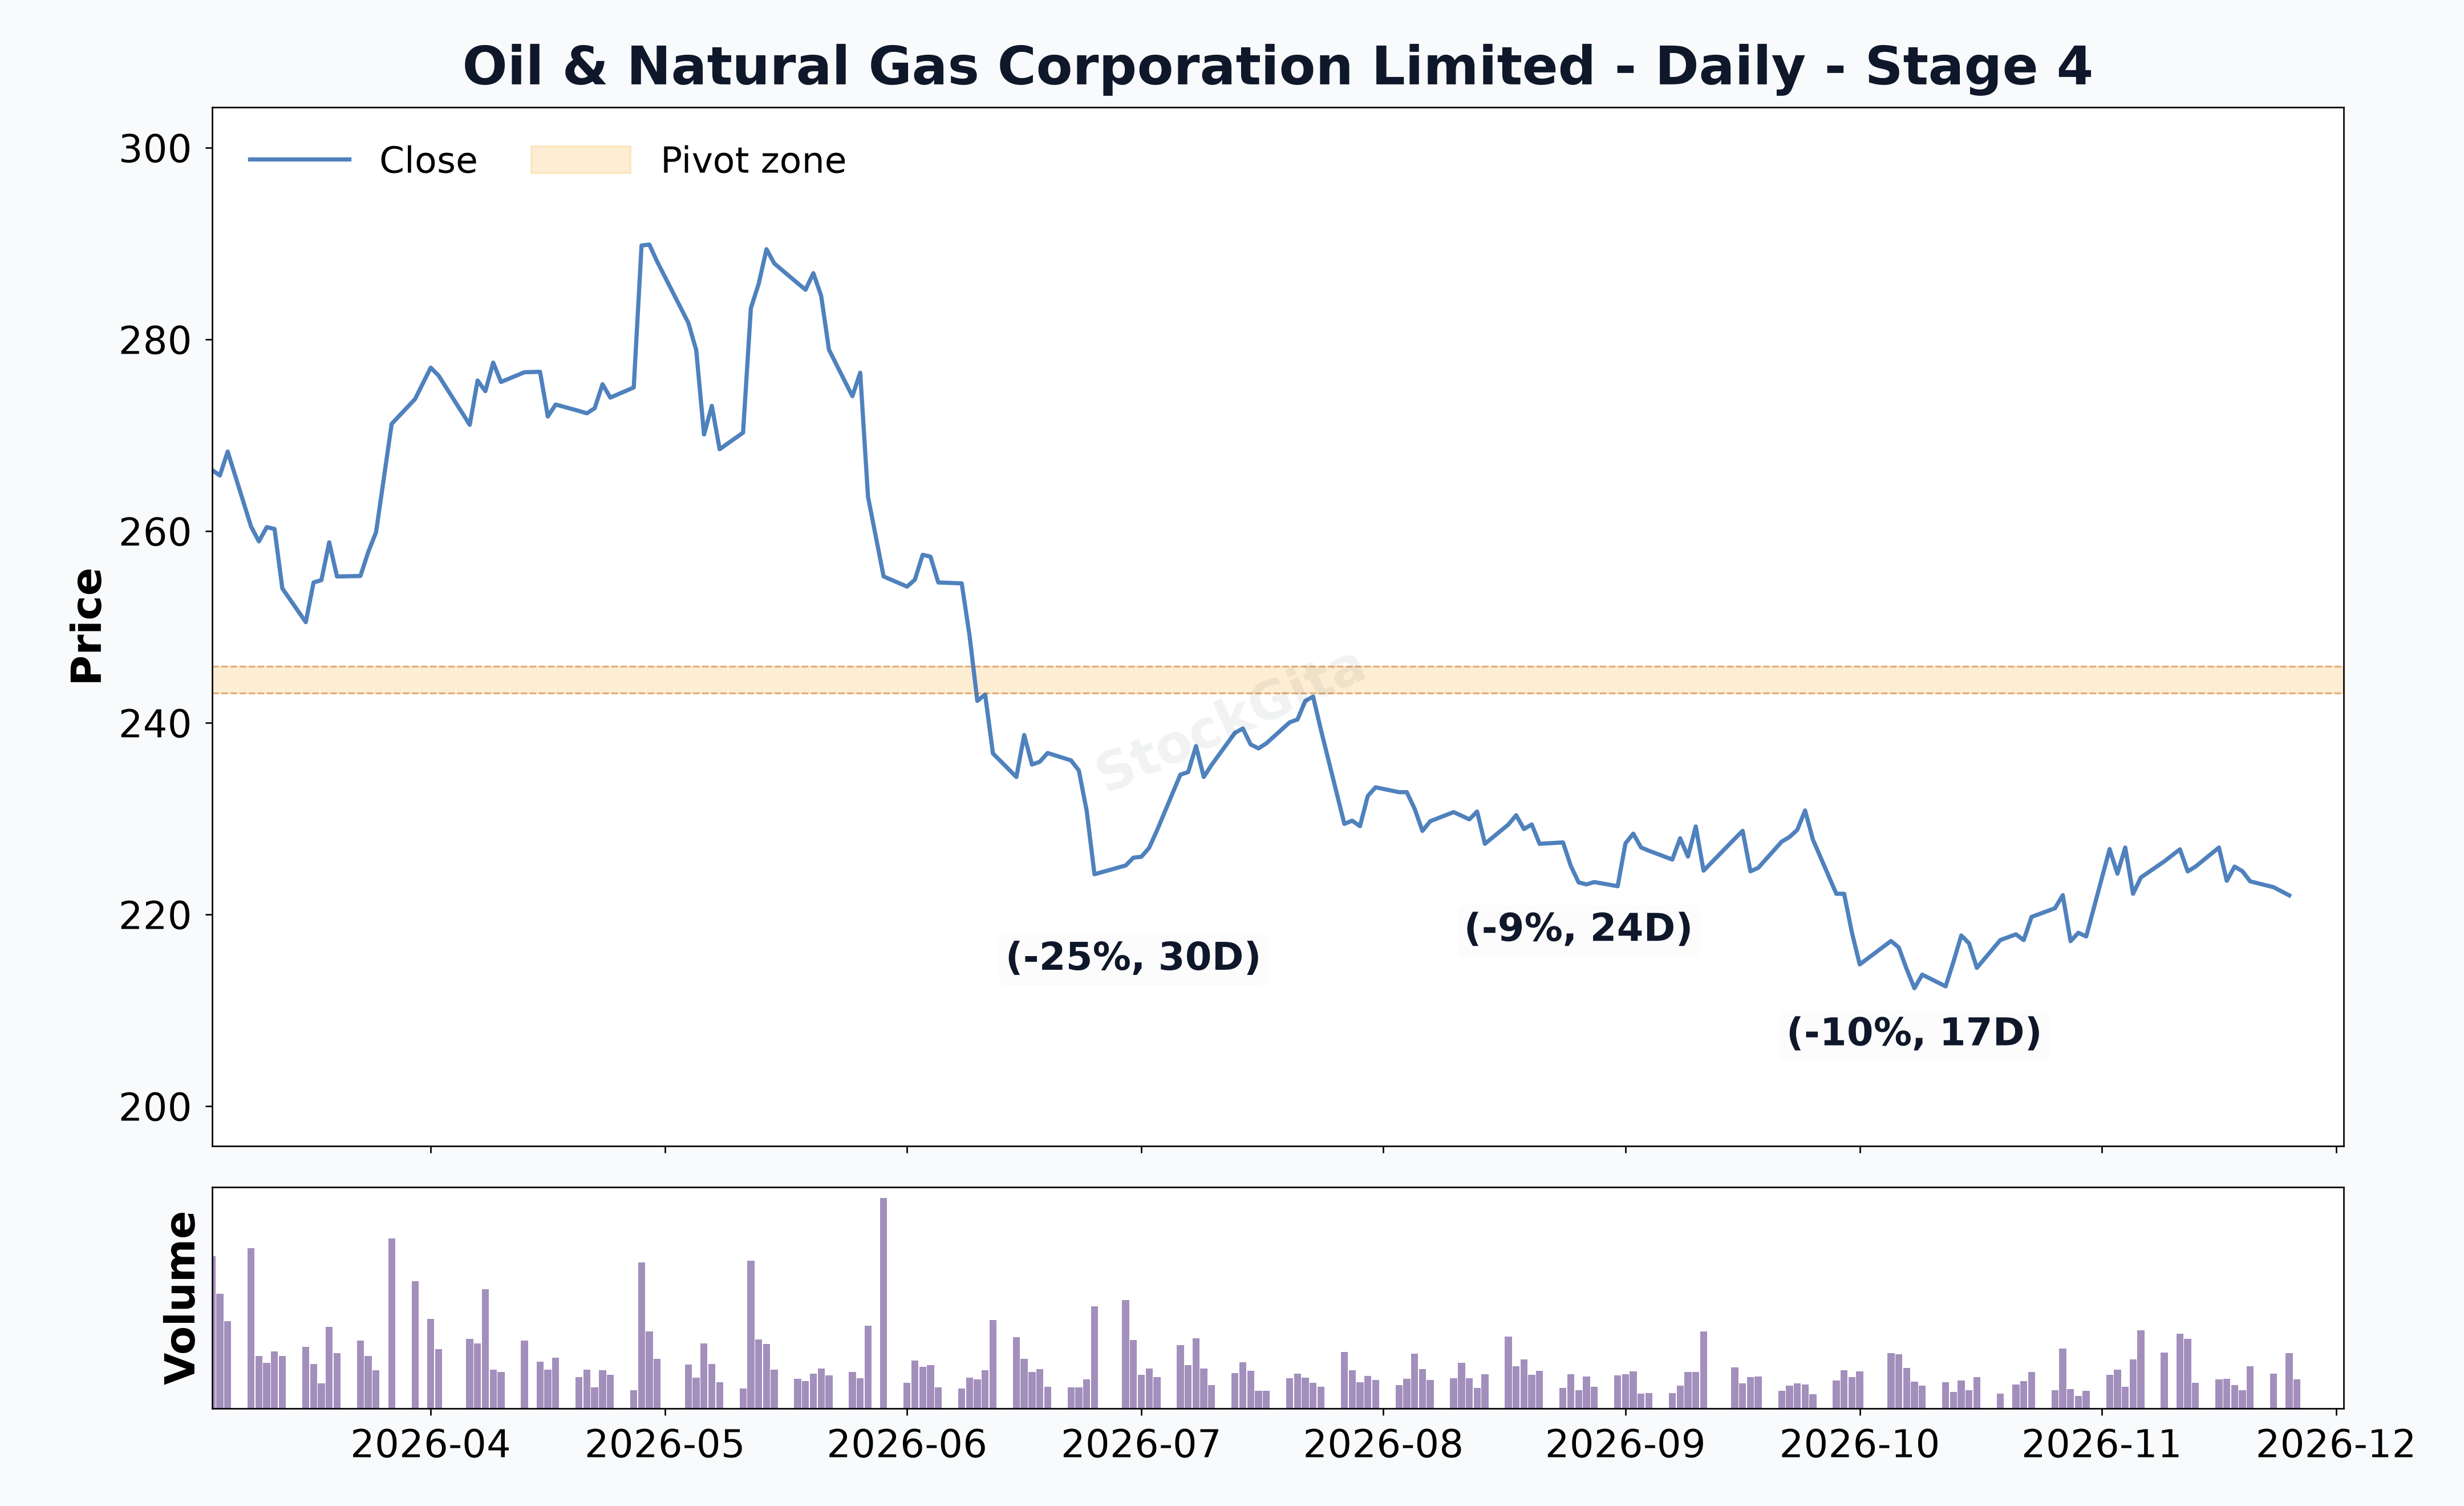 Oil & Natural Gas Corporation Limited - Daily - Stage 4
Close
Pivot zone
Price
300
280
260
240
220
200
StockGita
(-25%, 30D)
(-9%, 24D)
(-10%, 17D)
Volume
2026-04
2026-05
2026-06
2026-07
2026-08
2026-09
2026-10
2026-11
2026-12